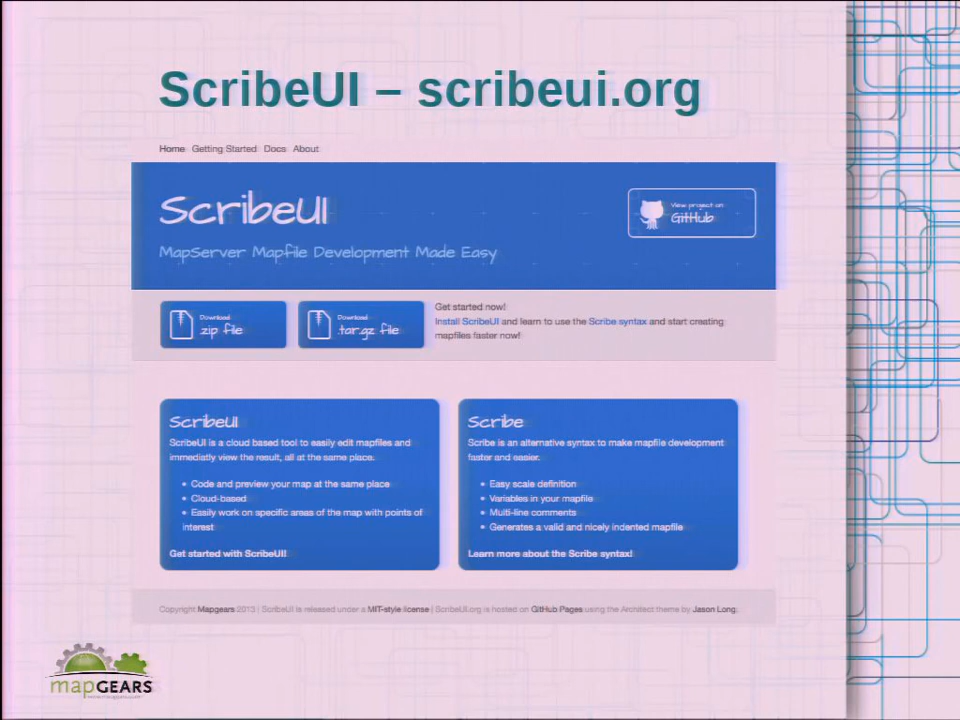 ScribeUI – scribeui.org
Home Getting Started Docs About
ScribeUI
MapServer Mapfile Development Made Easy
View project on
GitHub
Download
.zip file
Download
.tar.gz file
Get started now!
Install ScribeUI and learn to use the Scribe syntax and start creating
mapfiles faster now!
ScribeUI
ScribeUI is a cloud based tool to easily edit mapfiles and
immediatly view the result, all at the same place.
• Code and preview your map at the same place
• Cloud-based
• Easily work on specific areas of the map with points of
interest
Get started with ScribeUI!
Scribe
Scribe is an alternative syntax to make mapfile development
faster and easier.
• Easy scale definition
• Variables in your mapfile
• Multi-line comments
• Generates a valid and nicely indented mapfile
Learn more about the Scribe syntax!
Copyright Mapgears 2013 | ScribeUI is released under a MIT-style license | ScribeUI.org is hosted on GitHub Pages using the Architect theme by Jason Long.
mapGEARS